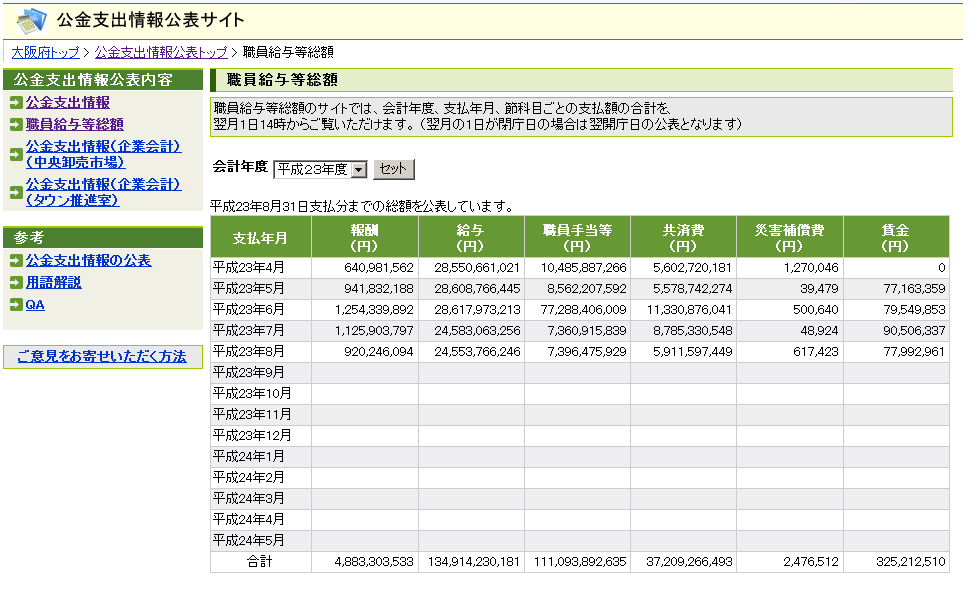 公金支出情報公表サイト
大阪府トップ > 公金支出情報公表トップ > 職員給与等総額
公金支出情報公表内容
公金支出情報
職員給与等総額
公金支出情報(企業会計)
(中央卸売市場)
公金支出情報(企業会計)
(タウン推進室)
参考
公金支出情報の公表
用語解説
QA
ご意見をお寄せいただく方法
職員給与等総額
職員給与等総額のサイトでは、会計年度、支払年月、節科目ごとの支払額の合計を、
翌月1日14時からご覧いただけます。(翌月の1日が閉庁日の場合は翌開庁日の公表となります)
会計年度 平成23年度 セット
平成23年8月31日支払分までの総額を公表しています。
支払年月 報酬(円) 給与(円) 職員手当等(円) 共済費(円) 災害補償費(円) 賃金(円)
平成23年4月 640,981,562 28,550,661,021 10,485,887,266 5,602,720,181 1,270,046 0
平成23年5月 941,832,188 28,608,766,445 8,562,207,592 5,578,742,274 39,479 77,163,359
平成23年6月 1,254,339,892 28,617,973,213 77,288,406,009 11,330,876,041 500,640 79,549,853
平成23年7月 1,125,903,797 24,583,063,256 7,360,915,839 8,785,330,548 48,924 90,506,337
平成23年8月 920,246,094 24,553,766,246 7,396,475,929 5,911,597,449 617,423 77,992,961
平成23年9月
平成23年10月
平成23年11月
平成23年12月
平成24年1月
平成24年2月
平成24年3月
平成24年4月
平成24年5月
合計 4,883,303,533 134,914,230,181 111,093,892,635 37,209,266,493 2,476,512 325,212,510